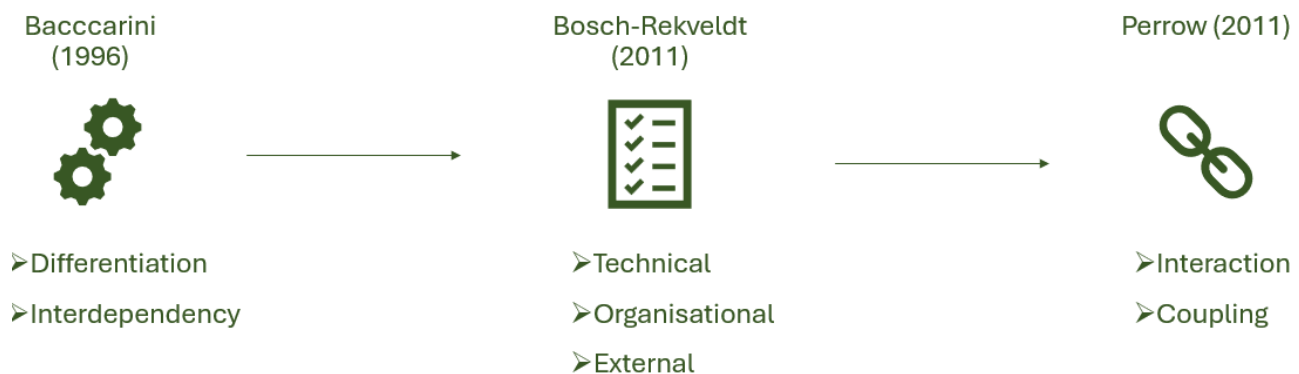 Bacccarini
(1996)
Bosch-Rekveldt
(2011)
Perrow (2011)
➢Differentiation
➢Interdependency
➢Technical
➢Organisational
➢External
➢Interaction
➢Coupling